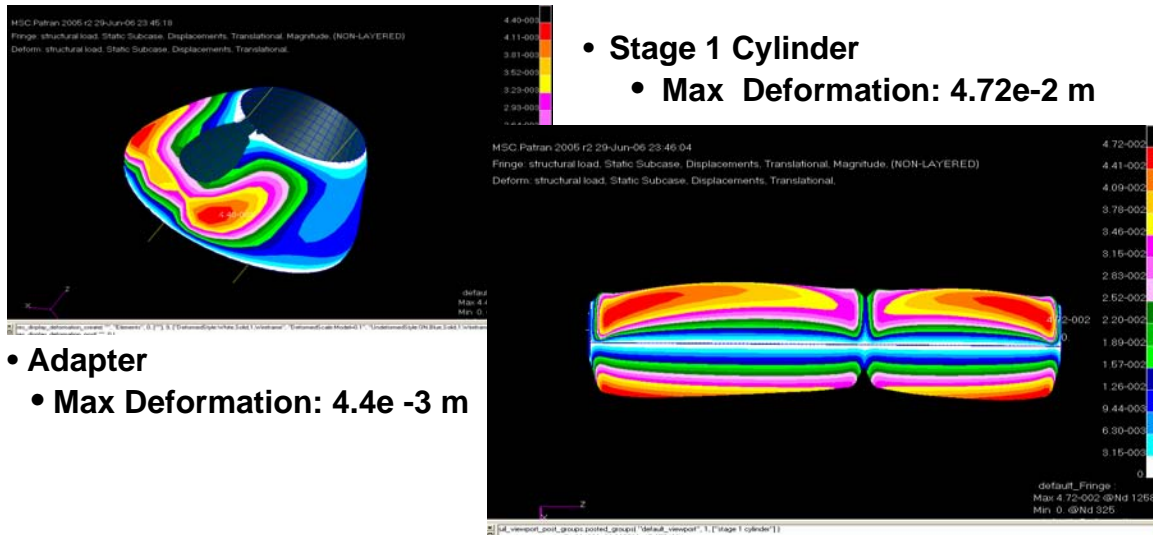 MSC Patran 2005 r2 29-Jun-06 23:45:18
Fringe: structural load, Static Subcase, Displacements, Translational, Magnitude, (NON-LAYERED)
Deform: structural load, Static Subcase, Displacements, Translational,
4.40-003
4.11-003
3.81-003
3.52-003
3.23-003
2.93-003
x
z
Min 0.
• Stage 1 Cylinder
• Max Deformation: 4.72e-2 m
MSC Patran 2005 r2 29-Jun-06 23:46:04
Fringe: structural load, Static Subcase, Displacements, Translational, Magnitude, (NON-LAYERED)
Deform: structural load, Static Subcase, Displacements, Translational,
4.72-002
4.41-002
4.09-002
3.78-002
3.46-002
3.15-002
2.83-002
2.52-002
2.20-002
1.89-002
1.57-002
1.26-002
9.44-003
6.30-003
3.15-003
0.
default_Fringe :
Max 4.72-002 @Nd 1258
Min 0. @Nd 325
z
• Adapter
• Max Deformation: 4.4e -3 m